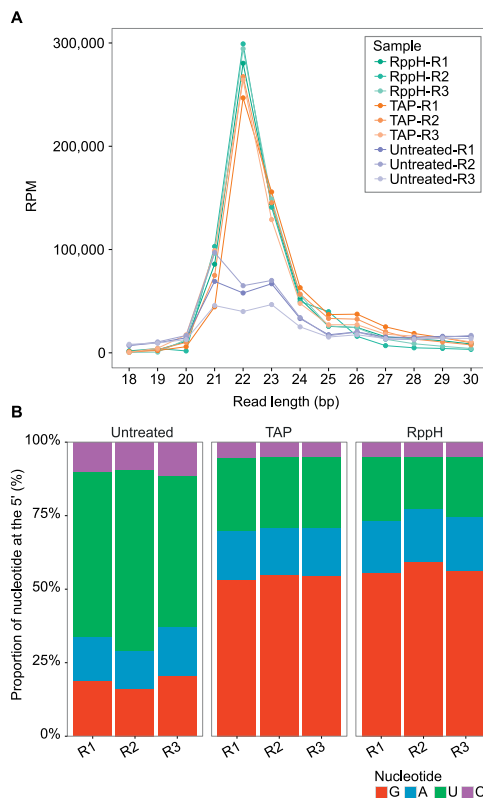 A
300,000
200,000
100,000
0
RPM
18 19 20 21 22 23 24 25 26 27 28 29 30
Read length (bp)
Sample
RppH-R1
RppH-R2
RppH-R3
TAP-R1
TAP-R2
TAP-R3
Untreated-R1
Untreated-R2
Untreated-R3
B
Untreated TAP RppH
100%
75%
50%
25%
0%
Proportion of nucleotide at the 5' (%)
R1 R2 R3 R1 R2 R3 R1 R2 R3
Nucleotide
G A U C